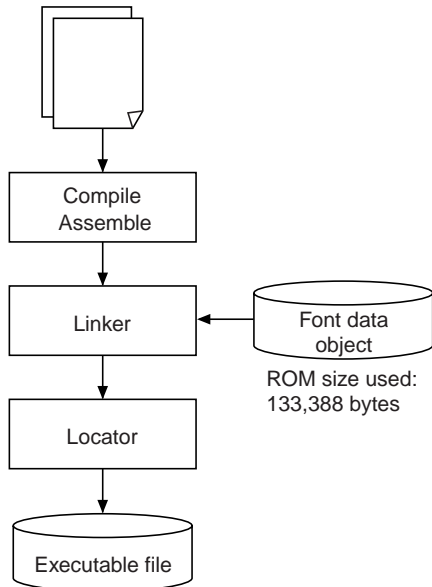 Compile
Assemble
Linker
Font data
object
ROM size used:
133,388 bytes
Locator
Executable file